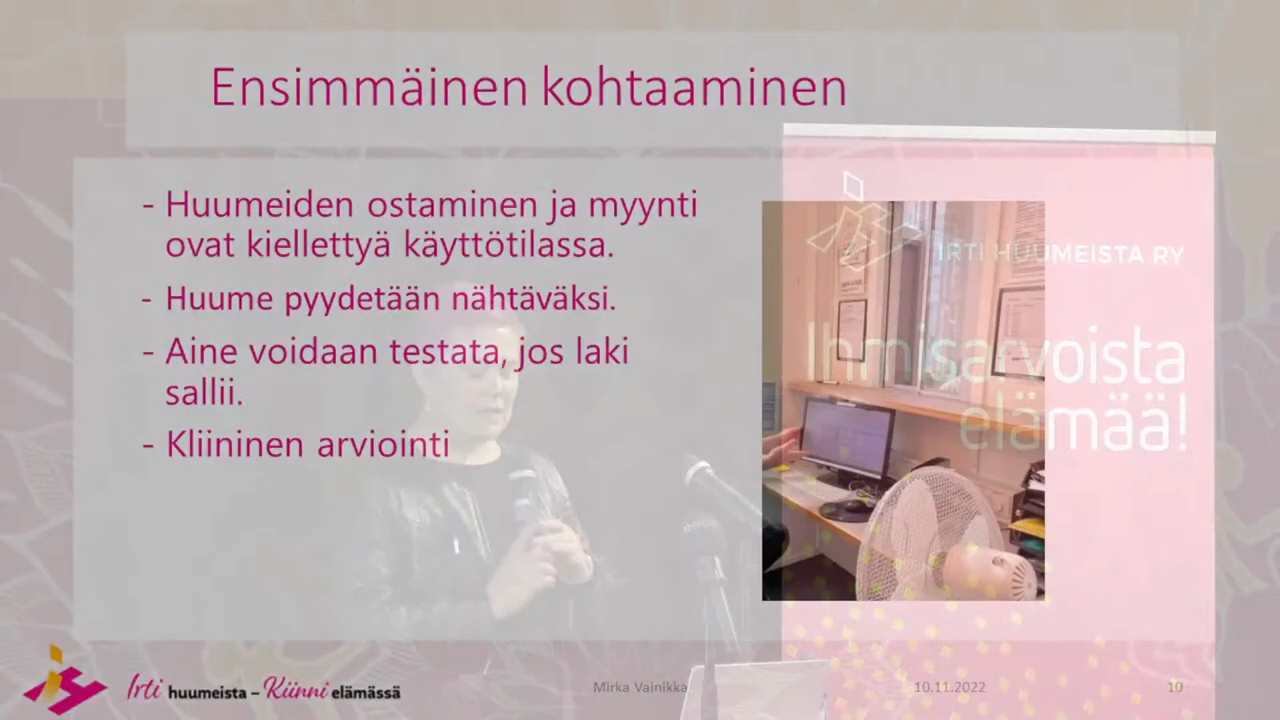 Ensimmäinen kohtaaminen
- Huumeiden ostaminen ja myynti
ovat kiellettyä käyttötilassa.
- Huume pyydetään nähtäväksi.
- Aine voidaan testata, jos laki
sallii.
- Kliininen arviointi
IRTI HUUMEISTA RY
Ihmisarvoista
elämää!
Irti huumeista – Kiinni elämässä
Mirka Vainikka
10.11.2022
10